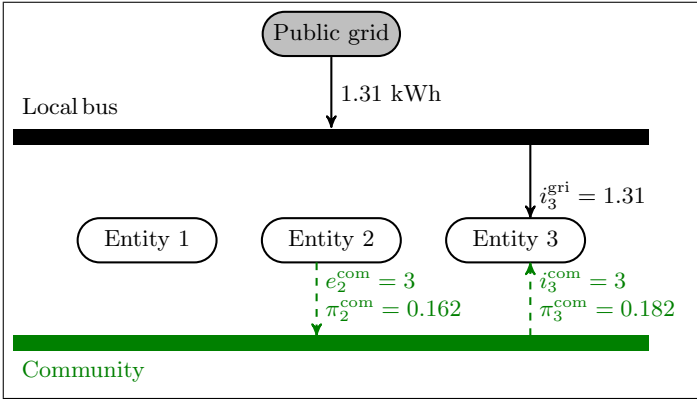 Public grid
1.31 kWh
Local bus
i_3^gri = 1.31
Entity 1
Entity 2
Entity 3
e_2^com = 3
π_2^com = 0.162
i_3^com = 3
π_3^com = 0.182
Community